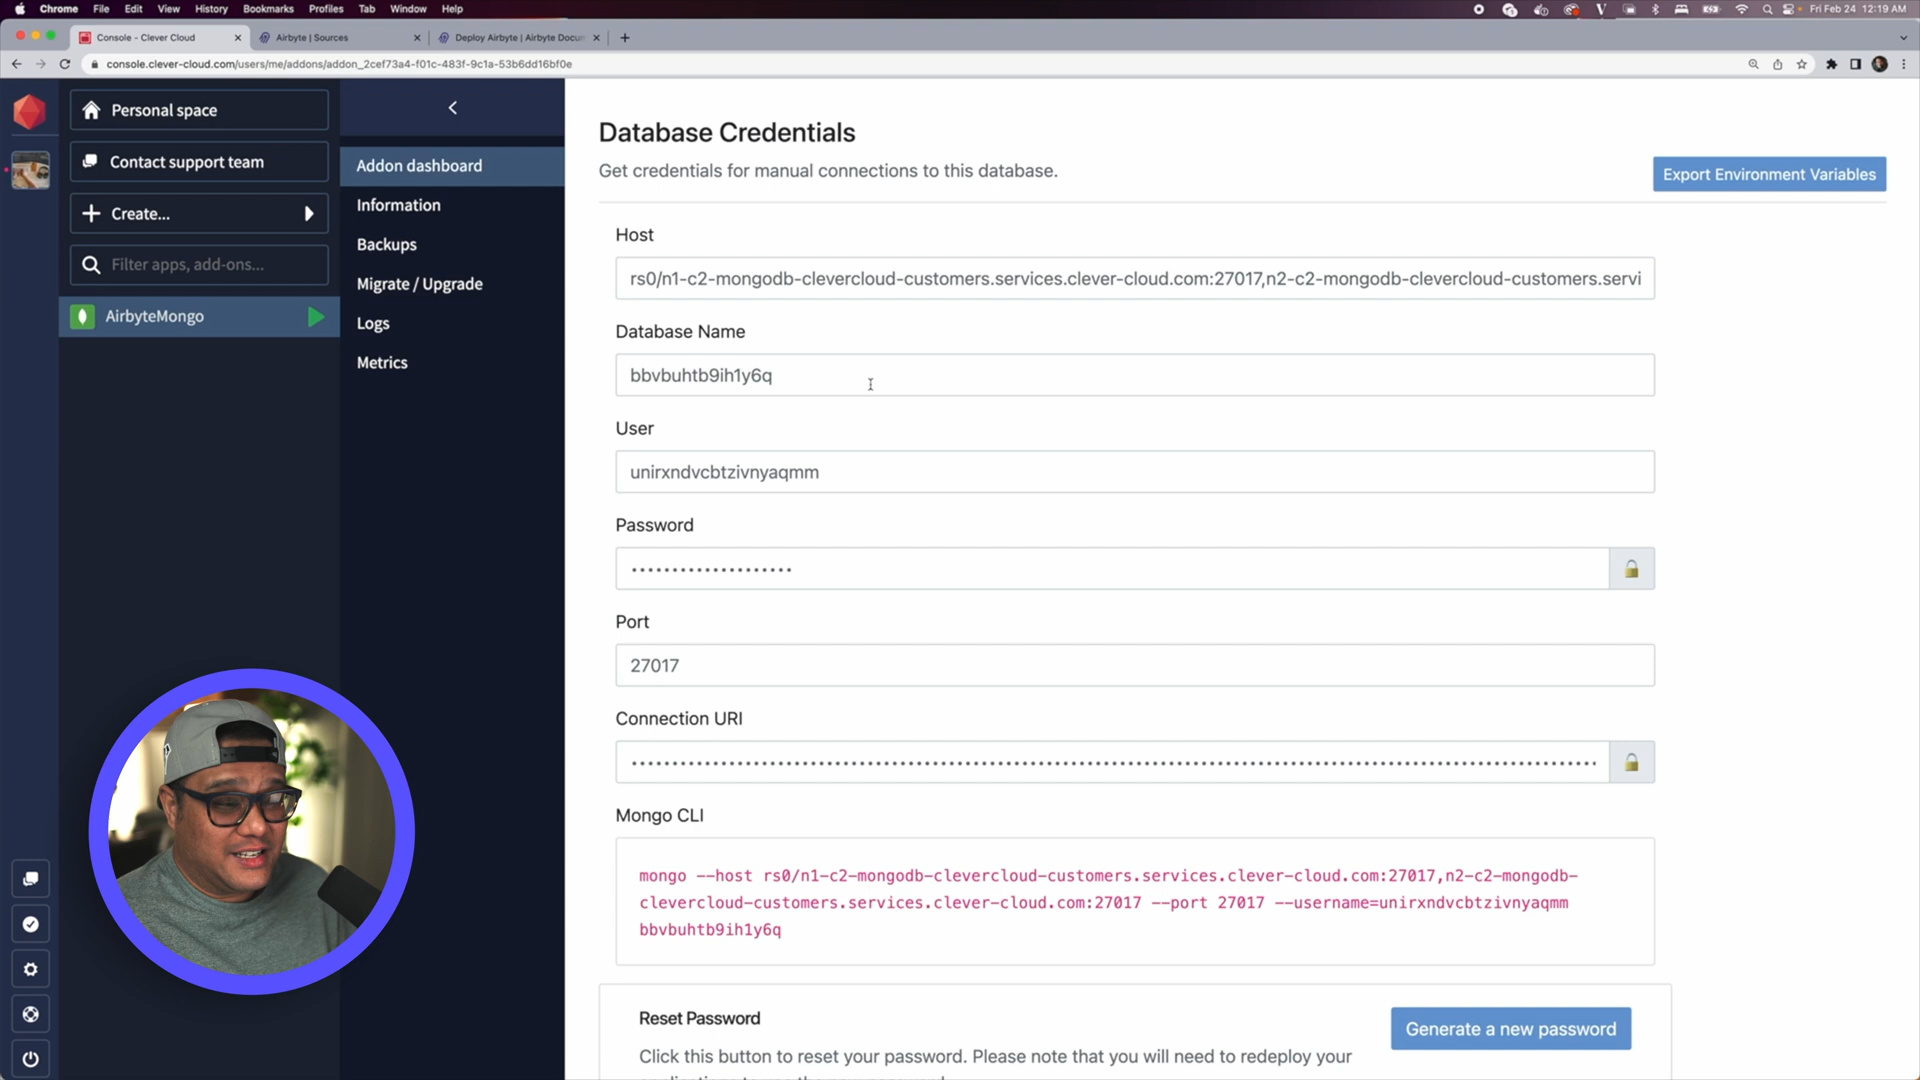 Chrome File Edit View History Bookmarks Profiles Tab Window Help
Fri Feb 24 12:19 AM
Console - Clever Cloud
Airbyte | Sources
Deploy Airbyte | Airbyte Docum
console.clever-cloud.com/users/me/addons/addon_2cef73a4-f01c-483f-9c1a-53b6dd16bf0e
Personal space
Contact support team
Create...
Filter apps, add-ons...
AirbyteMongo
Addon dashboard
Information
Backups
Migrate / Upgrade
Logs
Metrics
Database Credentials
Get credentials for manual connections to this database.
Export Environment Variables
Host
rs0/n1-c2-mongodb-clevercloud-customers.services.clever-cloud.com:27017,n2-c2-mongodb-clevercloud-customers.servi
Database Name
bbvbuhtb9ih1y6q
User
unirxndvcbtzivnyaqmm
Password
Port
27017
Connection URI
Mongo CLI
mongo --host rs0/n1-c2-mongodb-clevercloud-customers.services.clever-cloud.com:27017,n2-c2-mongodb-
clevercloud-customers.services.clever-cloud.com:27017 --port 27017 --username=unirxndvcbtzivnyaqmm
bbvbuhtb9ih1y6q
Reset Password
Generate a new password
Click this button to reset your password. Please note that you will need to redeploy your